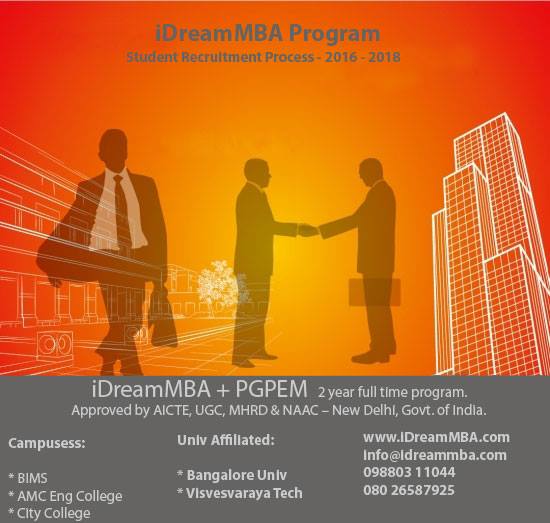 iDreamMBA Program
Student Recruitment Process - 2016 - 2018
iDreamMBA + PGPEM 2 year full time program.
Approved by AICTE, UGC, MHRD & NAAC – New Delhi, Govt. of India.
Campusess:
* BIMS
* AMC Eng College
* CIty College
Univ Affiliated:
* Bangalore Univ
* Visvesvaraya Tech
www.iDreamMBA.com
Info@idreammba.com
098803 11044
080 26587925